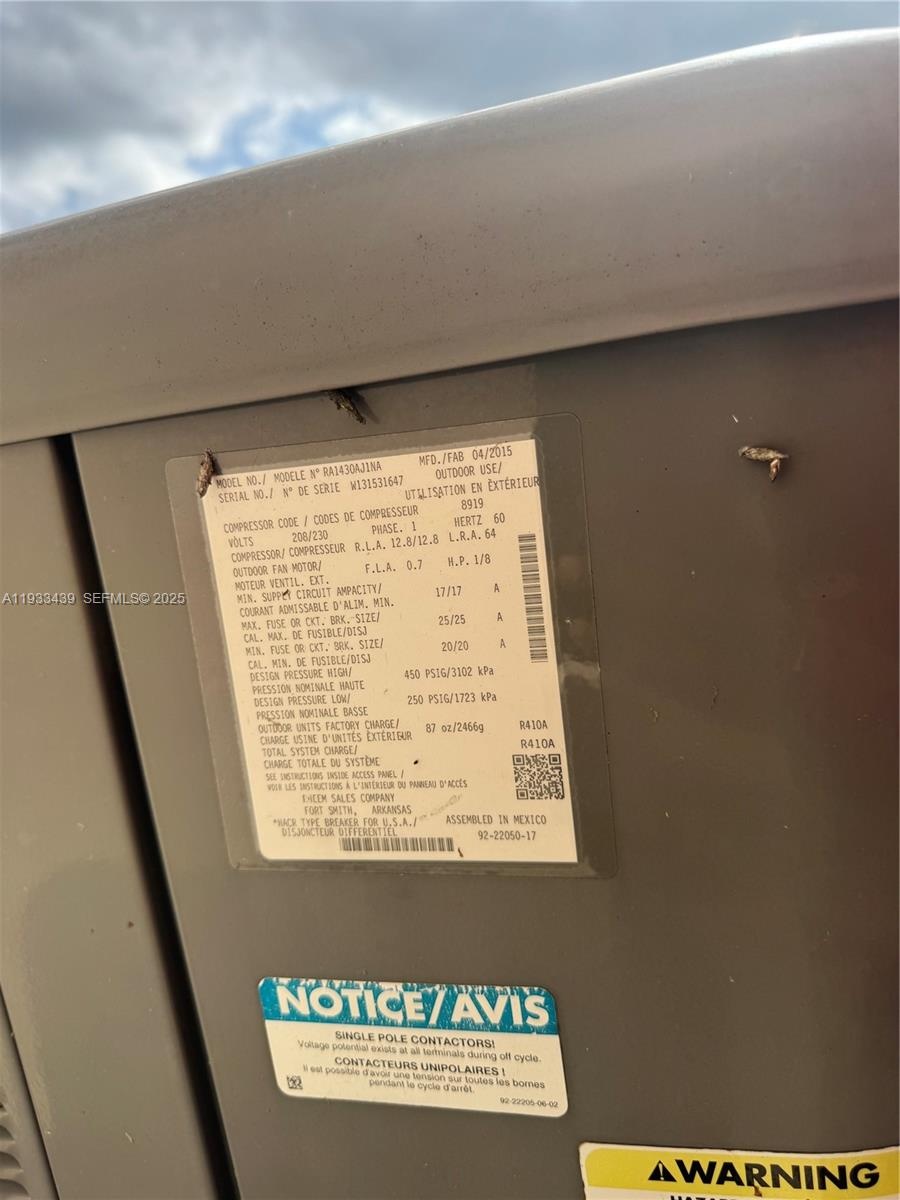 MODEL NO./ MODELE N° RA1430AJ1NA MFD./FAB 04/2015
SERIAL NO./ N° DE SERIE W131531647 OUTDOOR USE/
UTILISATION EN EXTÉRIEUR
COMPRESSOR CODE / CODES DE COMPRESSEUR 8919
VOLTS 208/230 PHASE. 1 HERTZ 60
COMPRESSOR/ COMPRESSEUR R.L.A. 12.8/12.8 L.R.A. 64
OUTDOOR FAN MOTOR/ F.L.A. 0.7 H.P. 1/8
MOTEUR VENTIL. EXT.
MIN. SUPPLY CIRCUIT AMPACITY/ 17/17 A
COURANT ADMISSABLE D'ALIM. MIN.
MAX. FUSE OR CKT. BRK. SIZE/ 25/25 A
CAL. MAX. DE FUSIBLE/DISJ
MIN. FUSE OR CKT. BRK. SIZE/ 20/20 A
CAL. MIN. DE FUSIBLE/DISJ
DESIGN PRESSURE HIGH/ 450 PSIG/3102 kPa
PRESSION NOMINALE HAUTE
DESIGN PRESSURE LOW/ 250 PSIG/1723 kPa
PRESSION NOMINALE BASSE
OUTDOOR UNITS FACTORY CHARGE/ 87 oz/2466g R410A
CHARGE USINE D'UNITÉS EXTÉRIEUR
TOTAL SYSTEM CHARGE/ R410A
CHARGE TOTALE DU SYSTÈME
SEE INSTRUCTIONS INSIDE ACCESS PANEL /
VOIR LES INSTRUCTIONS À L'INTÉRIEUR DU PANNEAU D'ACCÉS
RHEEM SALES COMPANY
FORT SMITH, ARKANSAS
*HACR TYPE BREAKER FOR U.S.A./ ASSEMBLED IN MEXICO
DISJONCTEUR DIFFERENTIEL 92-22050-17
A11933439 SEFMLS© 2025
NOTICE/AVIS
SINGLE POLE CONTACTORS!
Voltage potential exists at all terminals during off cycle.
CONTACTEURS UNIPOLAIRES !
Il est possible d'avoir une tension sur toutes les bornes
pendant le cycle d'arrêt.
92-22205-06-02
WARNING